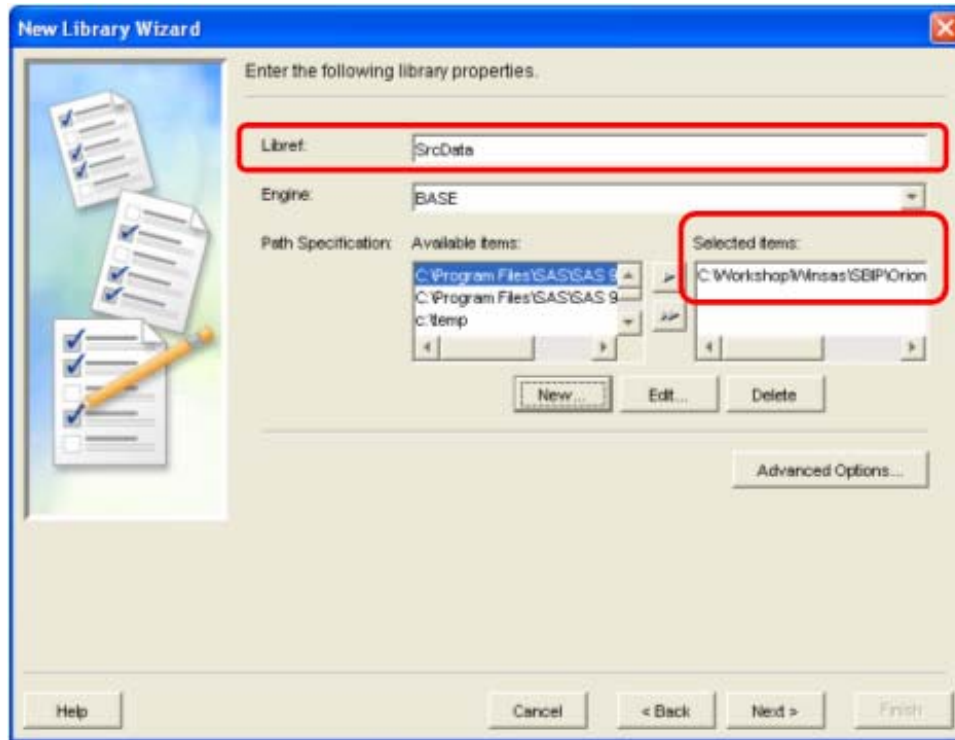 New Library Wizard
Enter the following library properties.
Libref: SrcData
Engine: BASE
Path Specification: Available items: Selected items:
C:\Program Files\SAS\SAS 9 C:\Workshop\Winsas\SBIP\Orion
C:\Program Files\SAS\SAS 9
c:\temp
New... Edit... Delete
Advanced Options...
Help Cancel < Back Next > Finish